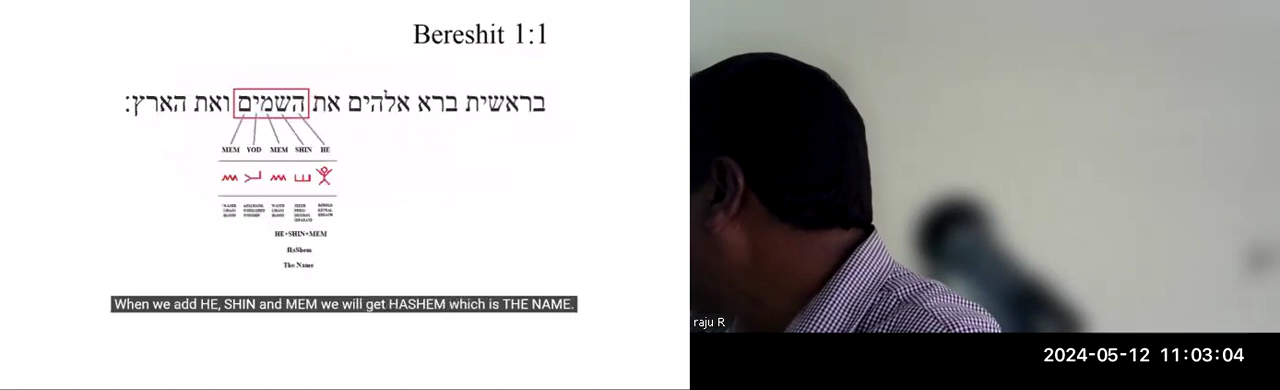 Bereshit 1:1
בראשית ברא אלהים את השמים ואת הארץ:
MEM YOD MEM SHIN HE
HE+SHIN+MEM
HaShem
The Name
When we add HE, SHIN and MEM we will get HASHEM which is THE NAME.
raju R
2024-05-12 11:03:04